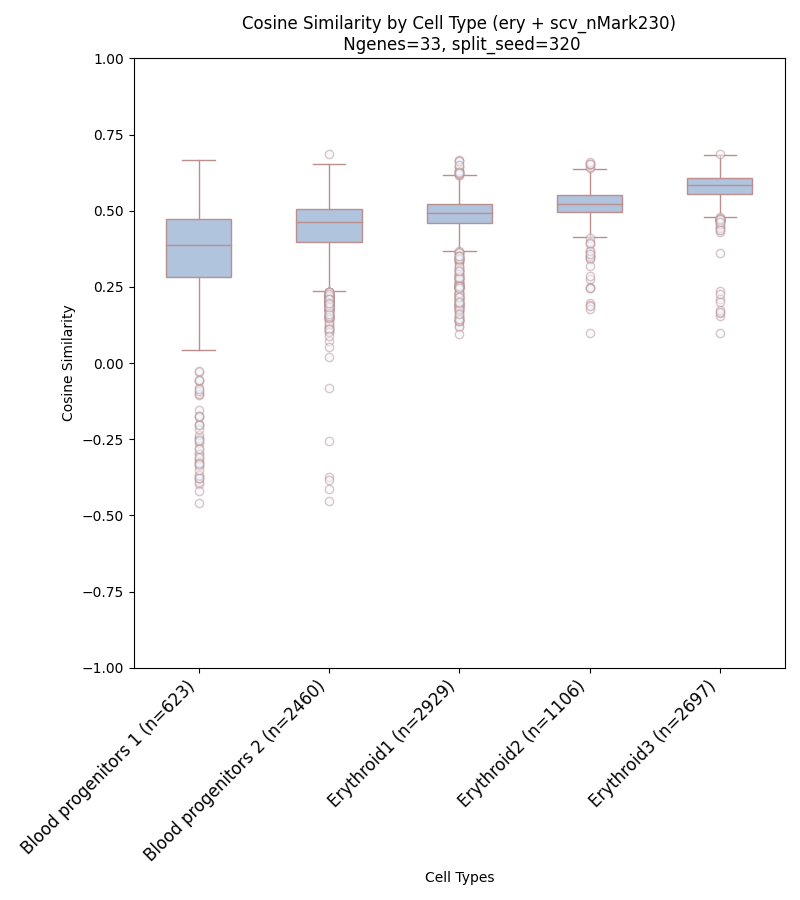 Cosine Similarity by Cell Type (ery + scv_nMark230)
Ngenes=33, split_seed=320
1.00
0.75
0.50
0.25
0.00
−0.25
−0.50
−0.75
−1.00
Cosine Similarity
Blood progenitors 1 (n=623)
Blood progenitors 2 (n=2460)
Erythroid1 (n=2929)
Erythroid2 (n=1106)
Erythroid3 (n=2697)
Cell Types